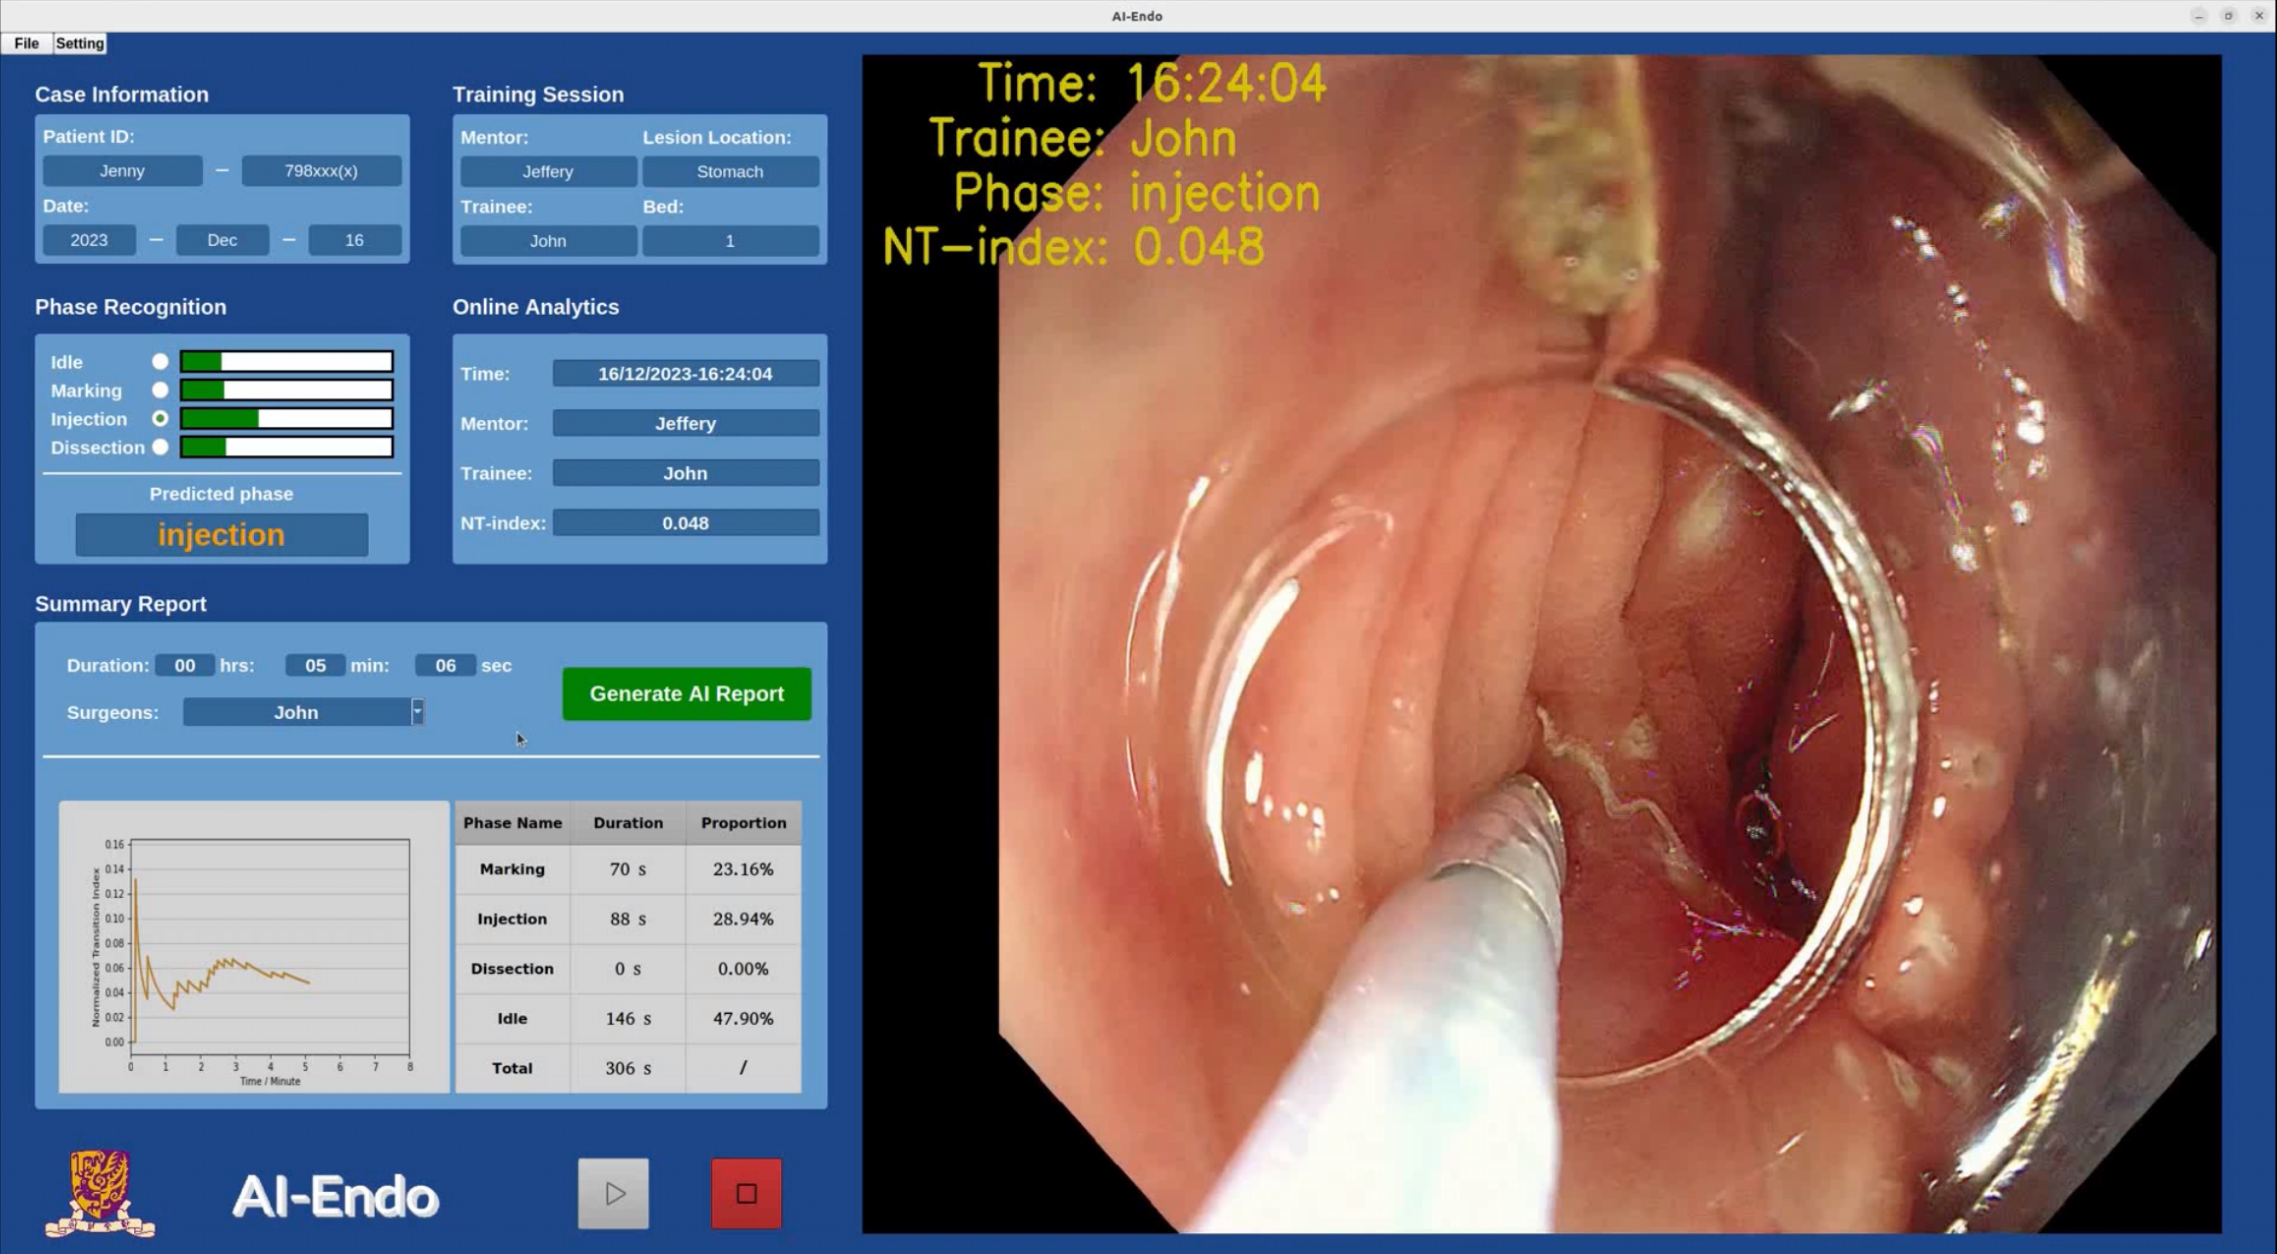 AI-Endo
File Setting
Case Information
Patient ID:
Jenny – 798xxx(x)
Date:
2023 – Dec – 16
Training Session
Mentor: Lesion Location:
Jeffery Stomach
Trainee: Bed:
John 1
Phase Recognition
Idle
Marking
Injection
Dissection
Predicted phase
injection
Online Analytics
Time: 16/12/2023-16:24:04
Mentor: Jeffery
Trainee: John
NT-index: 0.048
Summary Report
Duration: 00 hrs: 05 min: 06 sec
Surgeons: John
Generate AI Report
Normalized Transition Index
0.16
0.14
0.12
0.10
0.08
0.06
0.04
0.02
0.00
0 1 2 3 4 5 6 7 8
Time / Minute
Phase Name Duration Proportion
Marking 70 s 23.16%
Injection 88 s 28.94%
Dissection 0 s 0.00%
Idle 146 s 47.90%
Total 306 s /
AI-Endo
Time: 16:24:04
Trainee: John
Phase: injection
NT-index: 0.048